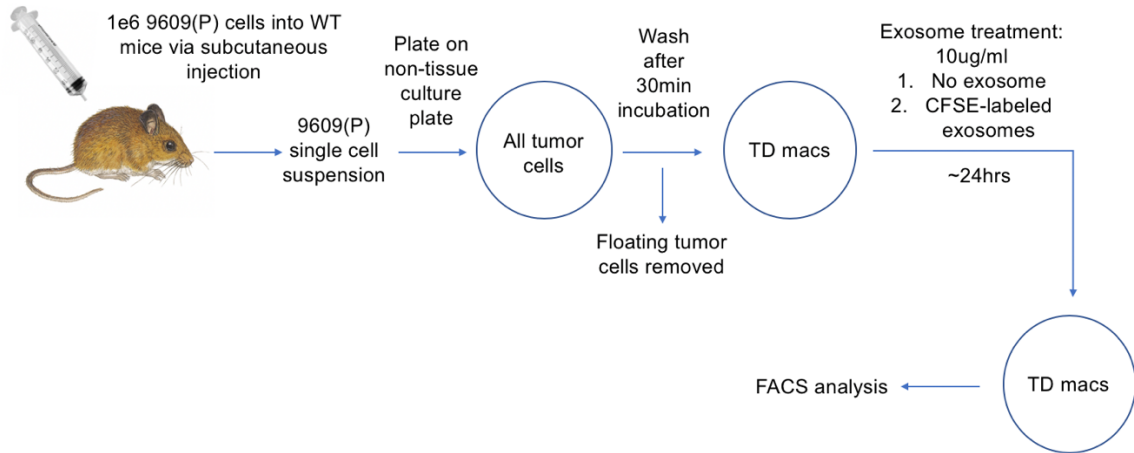 1e6 9609(P) cells into WT
mice via subcutaneous
injection
9609(P)
single cell
suspension
Plate on
non-tissue
culture
plate
All tumor
cells
Wash
after
30min
incubation
Floating tumor
cells removed
TD macs
Exosome treatment:
10ug/ml
1. No exosome
2. CFSE-labeled
exosomes
~24hrs
TD macs
FACS analysis